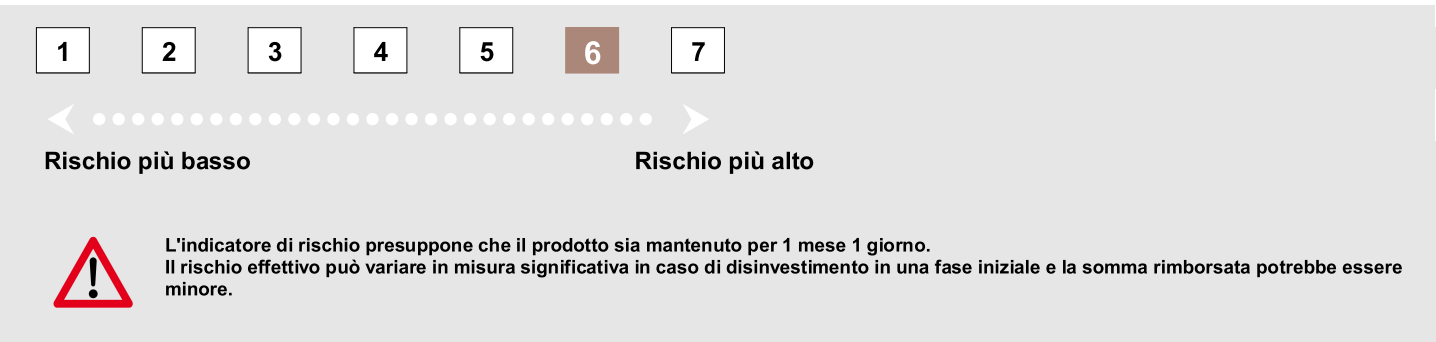 1 2 3 4 5 6 7
Rischio più basso Rischio più alto
L'indicatore di rischio presuppone che il prodotto sia mantenuto per 1 mese 1 giorno.
Il rischio effettivo può variare in misura significativa in caso di disinvestimento in una fase iniziale e la somma rimborsata potrebbe essere
minore.